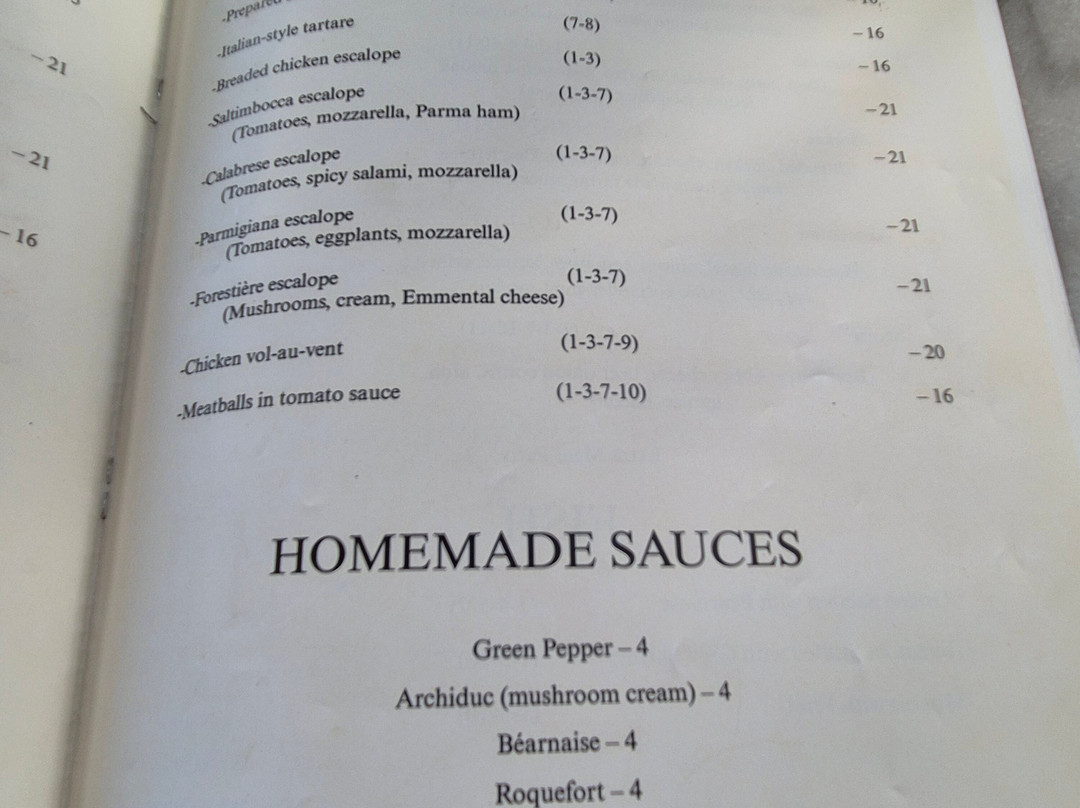 – 21
– 21
– 16
-Prepared
-Italian-style tartare (7-8) – 16
-Breaded chicken escalope (1-3) – 16
-Saltimbocca escalope (1-3-7) –21
(Tomatoes, mozzarella, Parma ham)
-Calabrese escalope (1-3-7) –21
(Tomatoes, spicy salami, mozzarella)
-Parmigiana escalope (1-3-7) –21
(Tomatoes, eggplants, mozzarella)
-Forestière escalope (1-3-7) –21
(Mushrooms, cream, Emmental cheese)
-Chicken vol-au-vent (1-3-7-9) – 20
-Meatballs in tomato sauce (1-3-7-10) – 16
HOMEMADE SAUCES
Green Pepper – 4
Archiduc (mushroom cream) – 4
Béarnaise – 4
Roquefort – 4